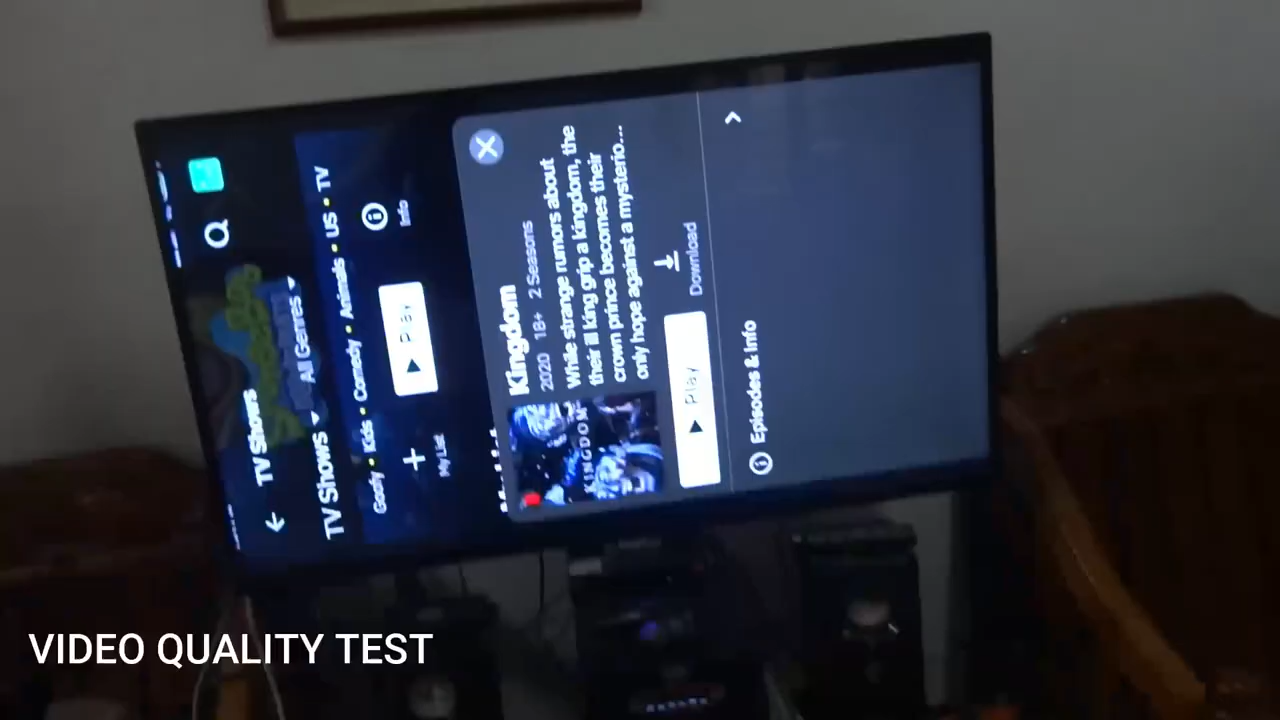 TV Shows
TV Shows
All Genres
Goofy • Kids • Comedy • Animals • US • TV
My List
Play
Info
Kingdom
2020 18+ 2 Seasons
While strange rumors about
their ill king grip a kingdom, the
crown prince becomes their
only hope against a mysterio...
KINGDOM
Play
Download
Episodes & Info
VIDEO QUALITY TEST